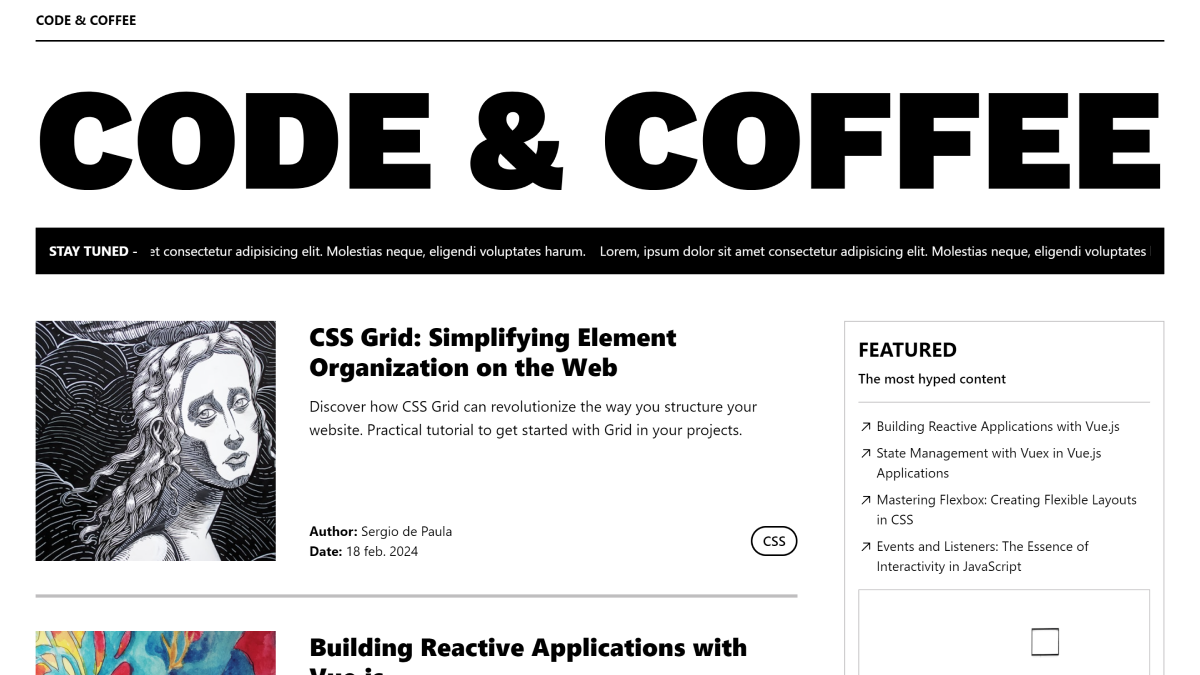 CODE & COFFEE
CODE & COFFEE
STAY TUNED - et consectetur adipisicing elit. Molestias neque, eligendi voluptates harum. Lorem, ipsum dolor sit amet consectetur adipisicing elit. Molestias neque, eligendi voluptates
CSS Grid: Simplifying Element
Organization on the Web
Discover how CSS Grid can revolutionize the way you structure your
website. Practical tutorial to get started with Grid in your projects.
Author: Sergio de Paula
Date: 18 feb. 2024
CSS
Building Reactive Applications with
Vue.js
FEATURED
The most hyped content
Building Reactive Applications with Vue.js
State Management with Vuex in Vue.js
Applications
Mastering Flexbox: Creating Flexible Layouts
in CSS
Events and Listeners: The Essence of
Interactivity in JavaScript